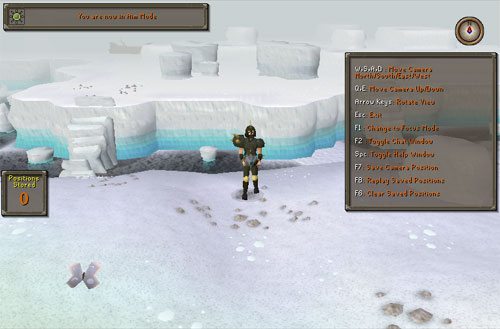 You are now in Film Mode
W,S,A,D : Move Camera
North/South/East/West
Q,E: Move Camera Up/Down
Arrow Keys: Rotate View
Esc: Exit
F1: Change to Focus Mode
F2: Toggle Chat Window
Spc: Toggle Help Window
F7: Save Camera Position
F8: Replay Saved Positions
F6: Clear Saved Positions
Positions
Stored
0